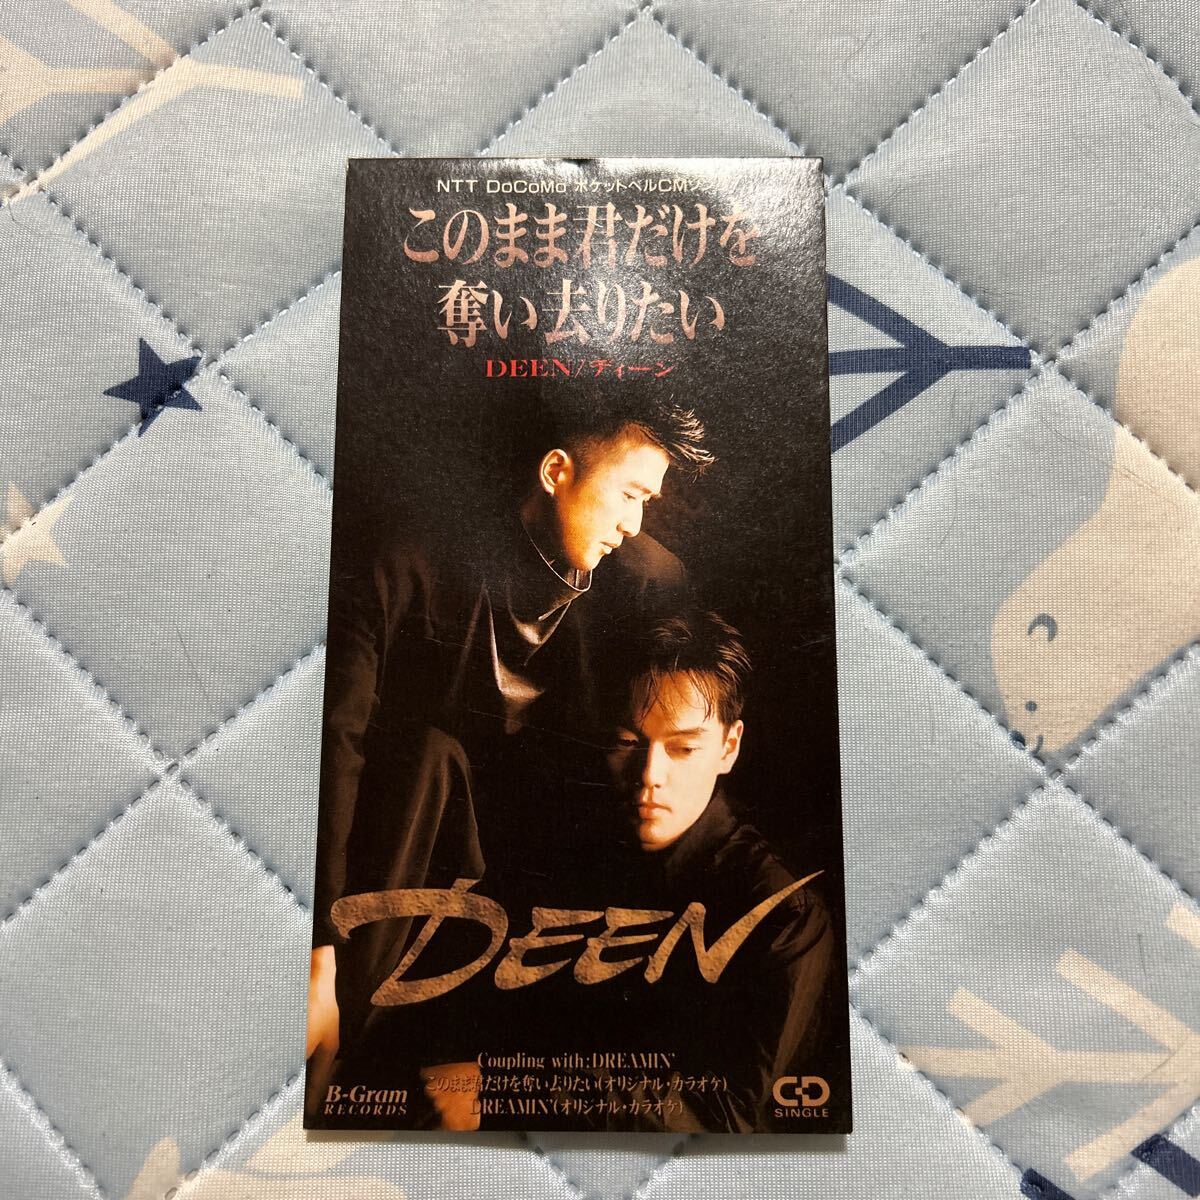 NTT DoCoMo ポケットベルCMソング
このまま君だけを
奪い去りたい
DEEN/ディーン
DEEN
Coupling with:DREAMIN'
このまま君だけを奪い去りたい(オリジナル・カラオケ)
DREAMIN'(オリジナル・カラオケ)
B-Gram
RECORDS
CD
SINGLE